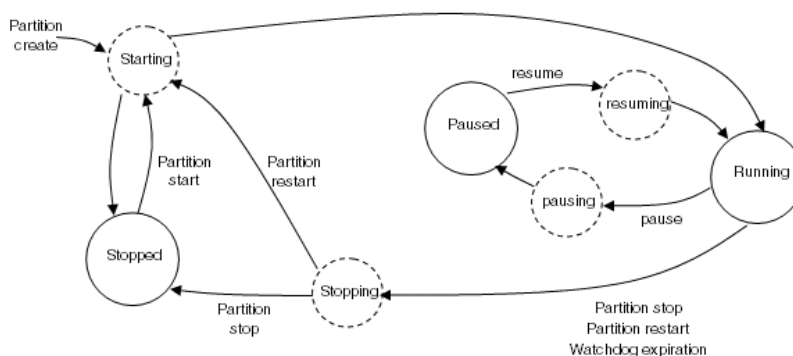 Partition
create
Starting
resume
resuming
Paused
Partition
start
Partition
restart
Running
pausing
pause
Stopped
Stopping
Partition
stop
Partition stop
Partition restart
Watchdog expiration